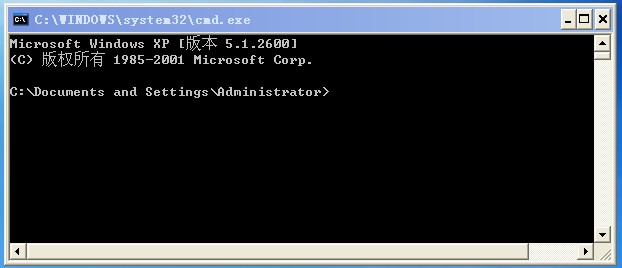 C:\WINDOWS\system32\cmd.exe
Microsoft Windows XP [版本 5.1.2600]
(C) 版权所有 1985-2001 Microsoft Corp.
C:\Documents and Settings\Administrator>